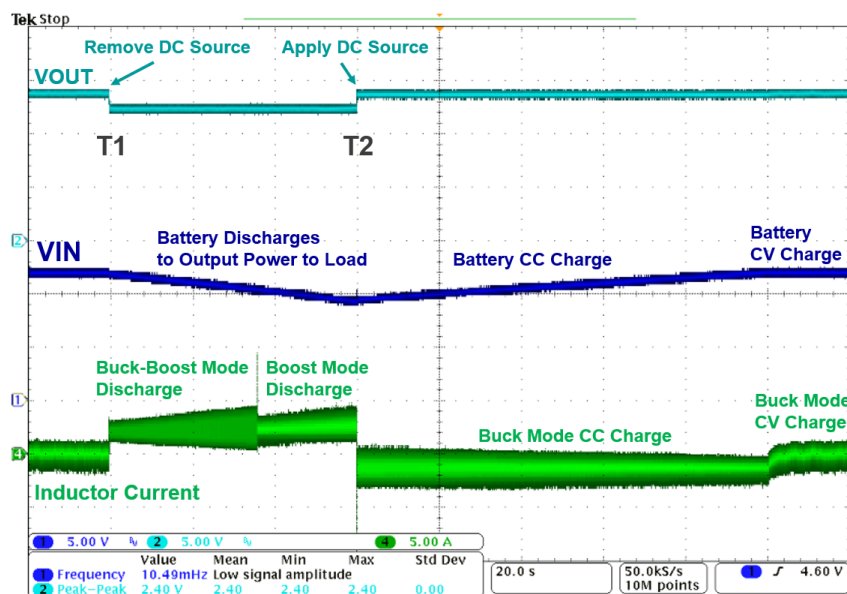 Tek Stop
Remove DC Source
Apply DC Source
VOUT
T1
T2
2
VIN
Battery Discharges
to Output Power to Load
Battery CC Charge
Battery
CV Charge
Buck-Boost Mode
Discharge
Boost Mode
Discharge
1
Buck Mode CC Charge
Buck Mode
CV Charge
4
Inductor Current
1 5.00 V 2 5.00 V 4 5.00 A
Value Mean Min Max Std Dev
1 Frequency 10.49mHz Low signal amplitude
2 Peak-Peak 2.40 V 2.40 2.40 2.40 0.00
20.0 s
50.0kS/s
10M points
1 4.60 V